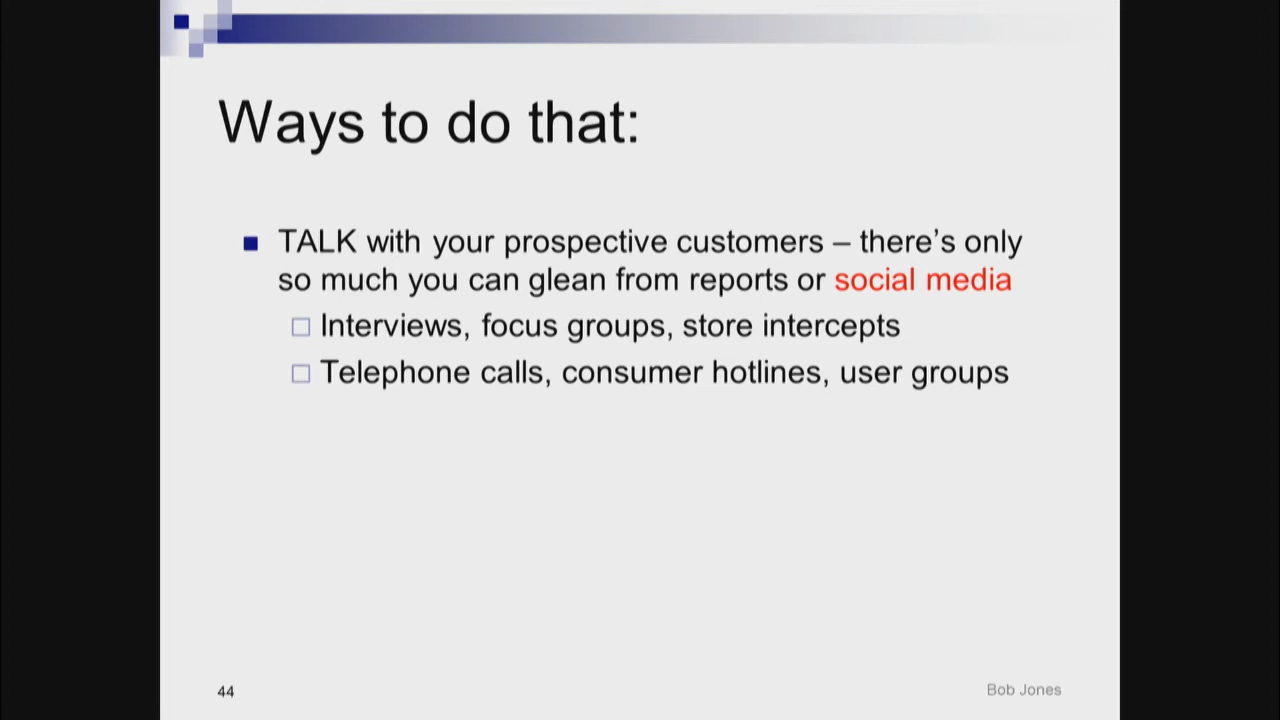 Ways to do that:
TALK with your prospective customers – there’s only
so much you can glean from reports or social media
Interviews, focus groups, store intercepts
Telephone calls, consumer hotlines, user groups
44
Bob Jones